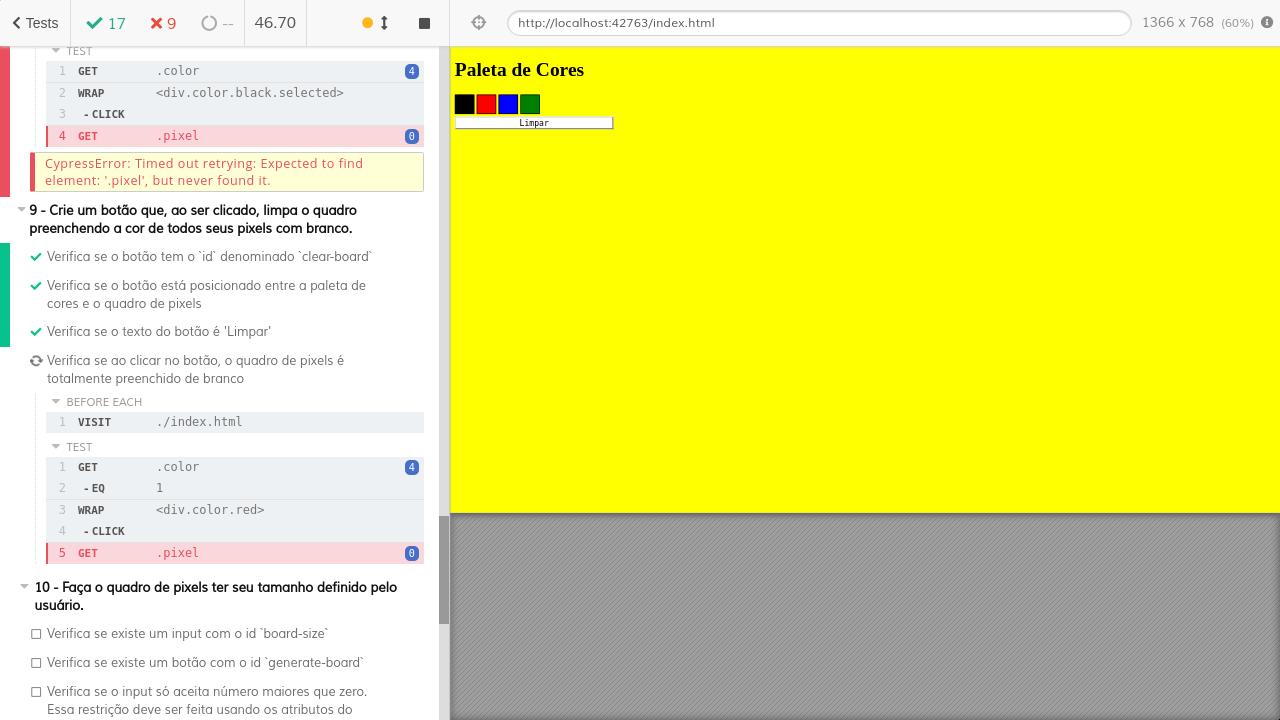 Tests
17
9
--
46.70
http://localhost:42763/index.html
1366 x 768 (60%)
TEST
1 GET .color 4
2 WRAP <div.color.black.selected>
3 - CLICK
4 GET .pixel 0
CypressError: Timed out retrying: Expected to find
element: '.pixel', but never found it.
9 - Crie um botão que, ao ser clicado, limpa o quadro
preenchendo a cor de todos seus pixels com branco.
Verifica se o botão tem o `id` denominado `clear-board`
Verifica se o botão está posicionado entre a paleta de
cores e o quadro de pixels
Verifica se o texto do botão é 'Limpar'
Verifica se ao clicar no botão, o quadro de pixels é
totalmente preenchido de branco
BEFORE EACH
1 VISIT ./index.html
TEST
1 GET .color 4
2 - EQ 1
3 WRAP <div.color.red>
4 - CLICK
5 GET .pixel 0
10 - Faça o quadro de pixels ter seu tamanho definido pelo
usuário.
Verifica se existe um input com o id `board-size`
Verifica se existe um botão com o id `generate-board`
Verifica se o input só aceita número maiores que zero.
Essa restrição deve ser feita usando os atributos do
Paleta de Cores
Limpar